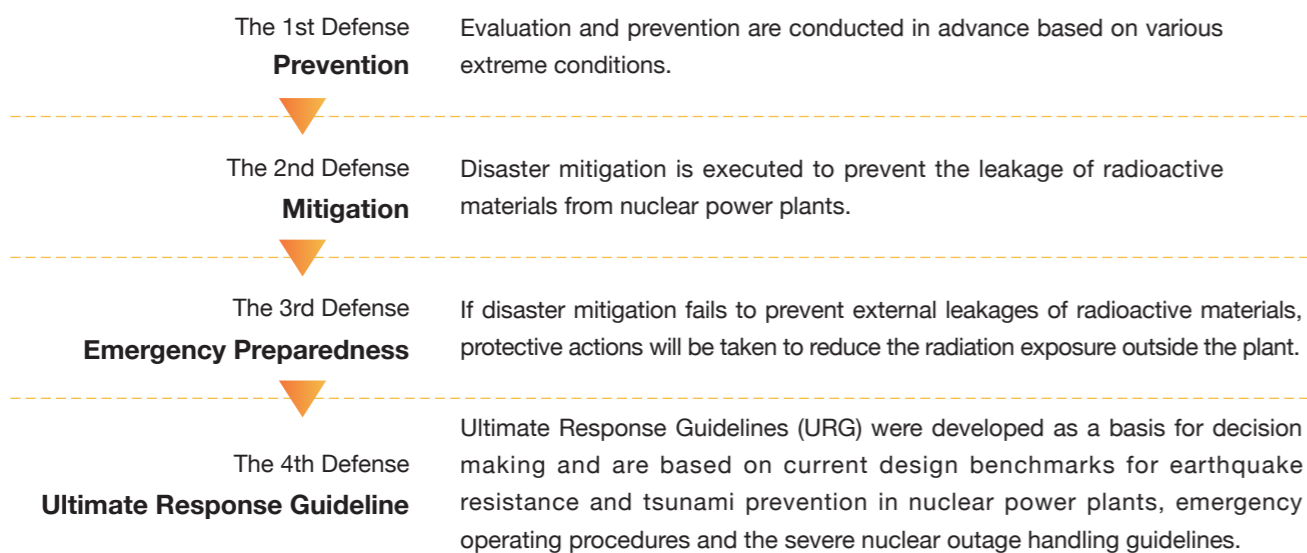 The 1st Defense
Prevention
Evaluation and prevention are conducted in advance based on various
extreme conditions.
The 2nd Defense
Mitigation
Disaster mitigation is executed to prevent the leakage of radioactive
materials from nuclear power plants.
The 3rd Defense
Emergency Preparedness
If disaster mitigation fails to prevent external leakages of radioactive materials,
protective actions will be taken to reduce the radiation exposure outside the plant.
The 4th Defense
Ultimate Response Guideline
Ultimate Response Guidelines (URG) were developed as a basis for decision
making and are based on current design benchmarks for earthquake
resistance and tsunami prevention in nuclear power plants, emergency
operating procedures and the severe nuclear outage handling guidelines.